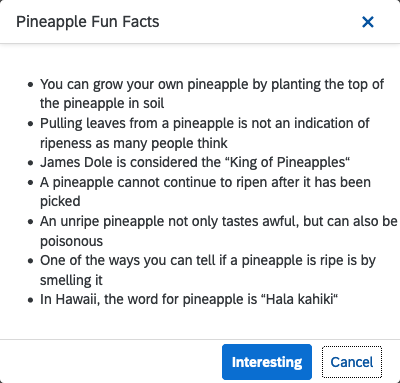 Pineapple Fun Facts
• You can grow your own pineapple by planting the top of
the pineapple in soil
• Pulling leaves from a pineapple is not an indication of
ripeness as many people think
• James Dole is considered the "King of Pineapples"
• A pineapple cannot continue to ripen after it has been
picked
• An unripe pineapple not only tastes awful, but can also be
poisonous
• One of the ways you can tell if a pineapple is ripe is by
smelling it
• In Hawaii, the word for pineapple is "Hala kahiki"
Interesting
Cancel